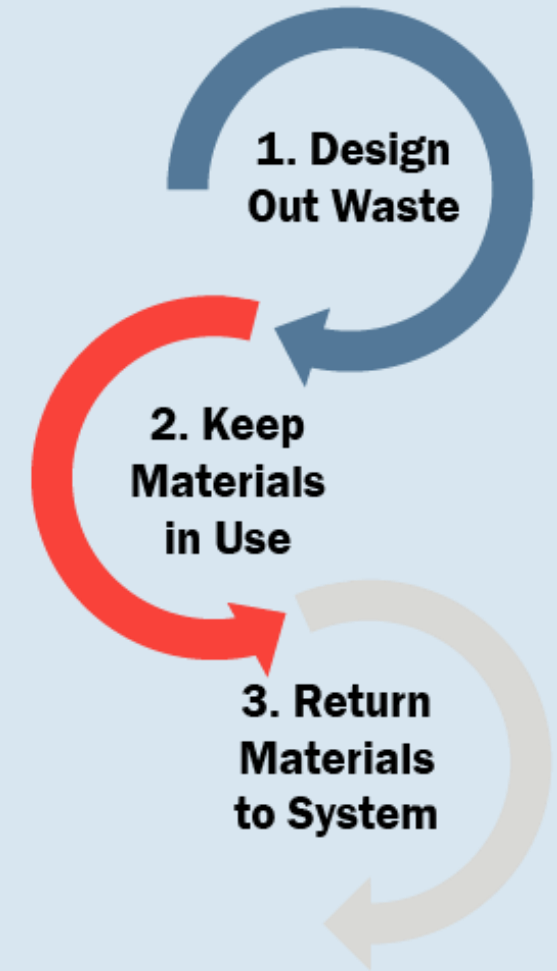 1. Design
Out Waste
2. Keep
Materials
in Use
3. Return
Materials
to System